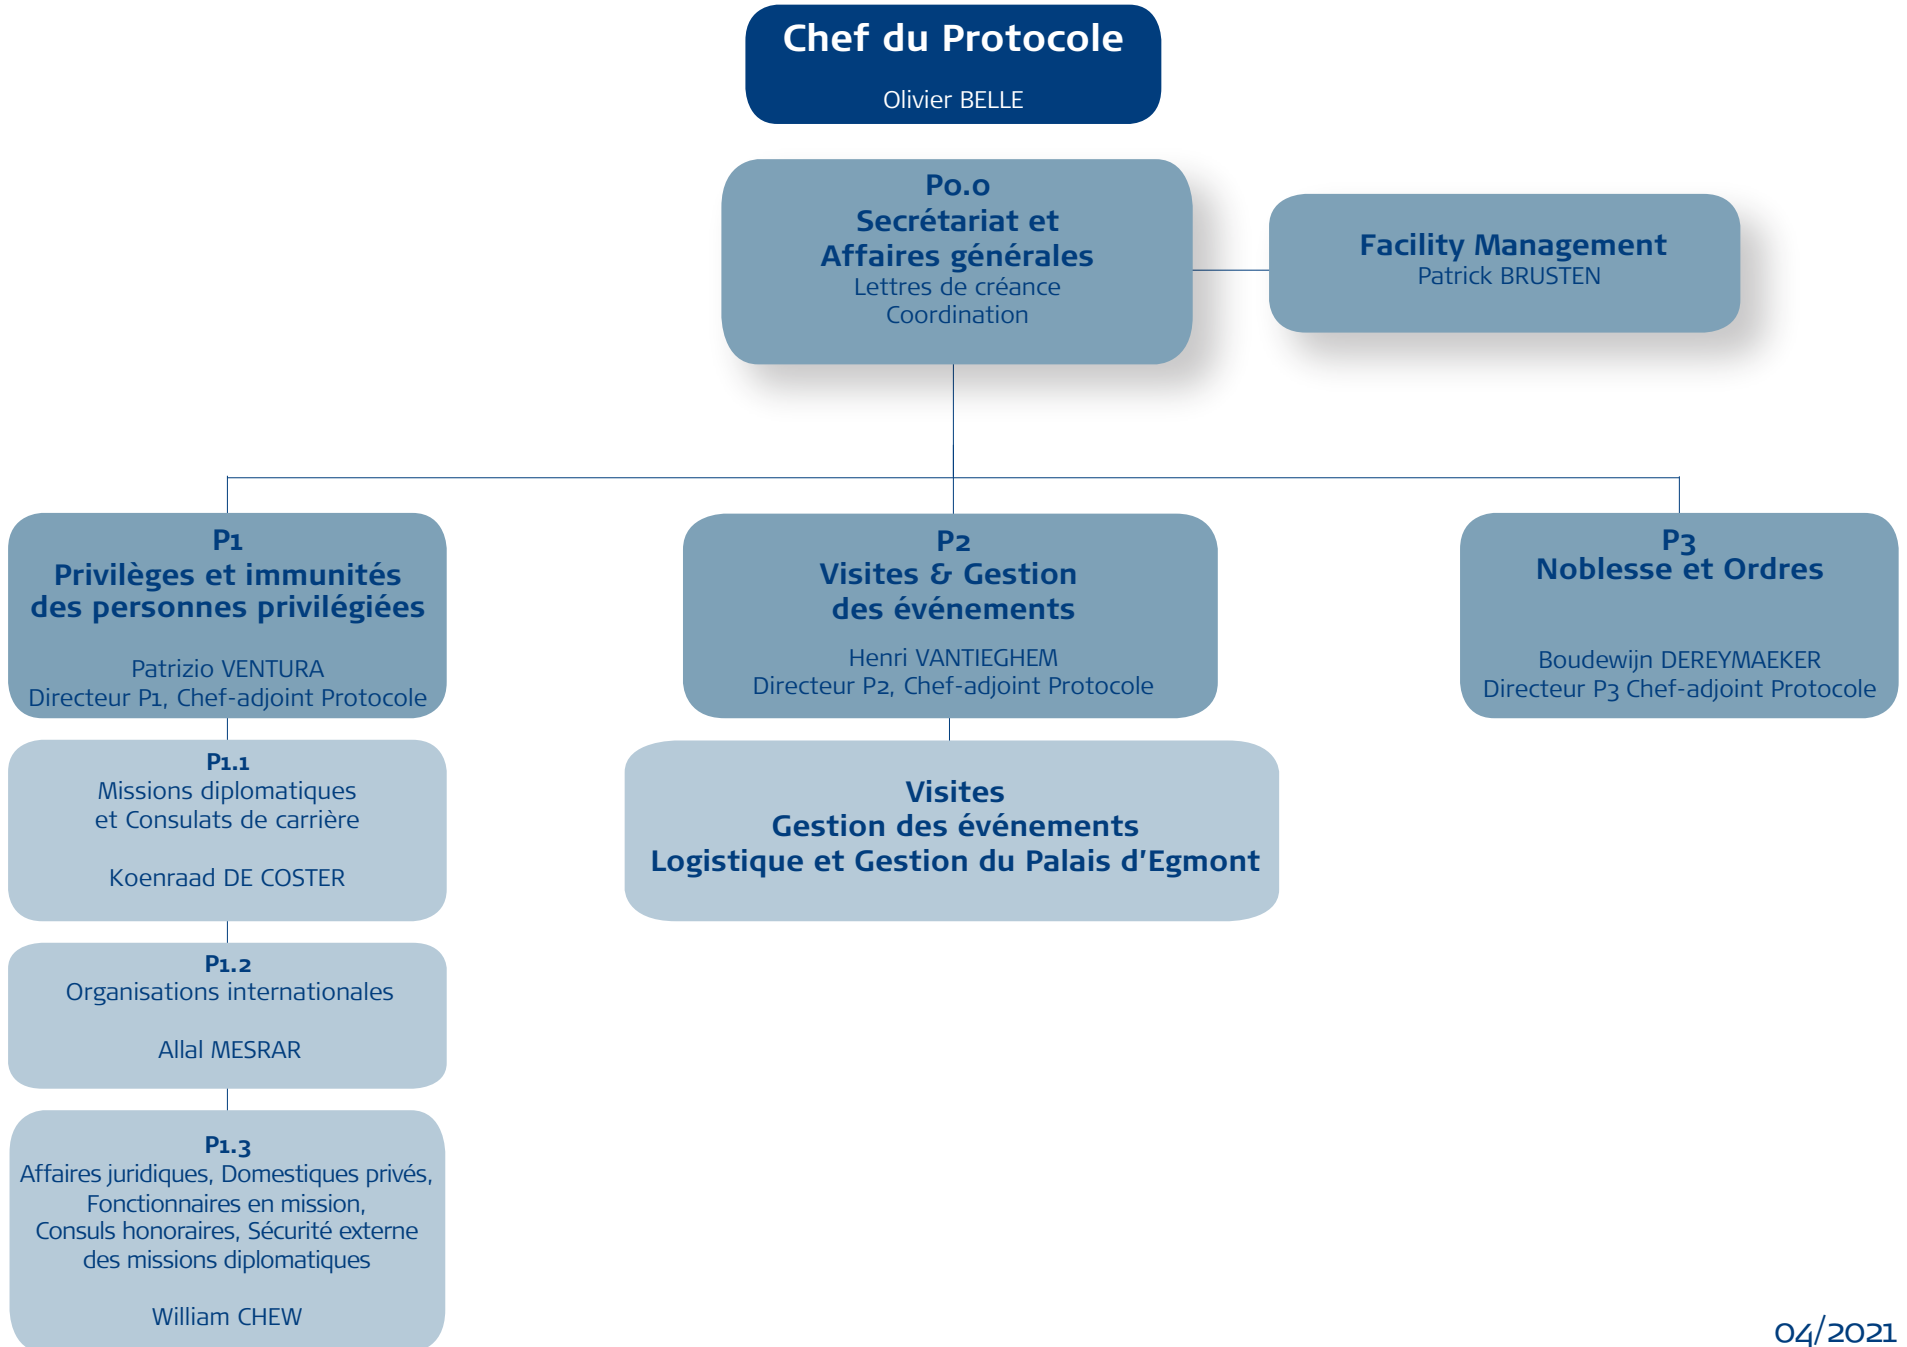 Chef du Protocole
Olivier BELLE
P0.0
Secrétariat et
Affaires générales
Lettres de créance
Coordination
Facility Management
Patrick BRUSTEN
P1
Privilèges et immunités
des personnes privilégiées
Patrizio VENTURA
Directeur P1, Chef-adjoint Protocole
P1.1
Missions diplomatiques
et Consulats de carrière
Koenraad DE COSTER
P1.2
Organisations internationales
Allal MESRAR
P1.3
Affaires juridiques, Domestiques privés,
Fonctionnaires en mission,
Consuls honoraires, Sécurité externe
des missions diplomatiques
William CHEW
P2
Visites & Gestion
des événements
Henri VANTIEGHEM
Directeur P2, Chef-adjoint Protocole
Visites
Gestion des événements
Logistique et Gestion du Palais d'Egmont
P3
Noblesse et Ordres
Boudewijn DEREYMAEKER
Directeur P3 Chef-adjoint Protocole
04/2021